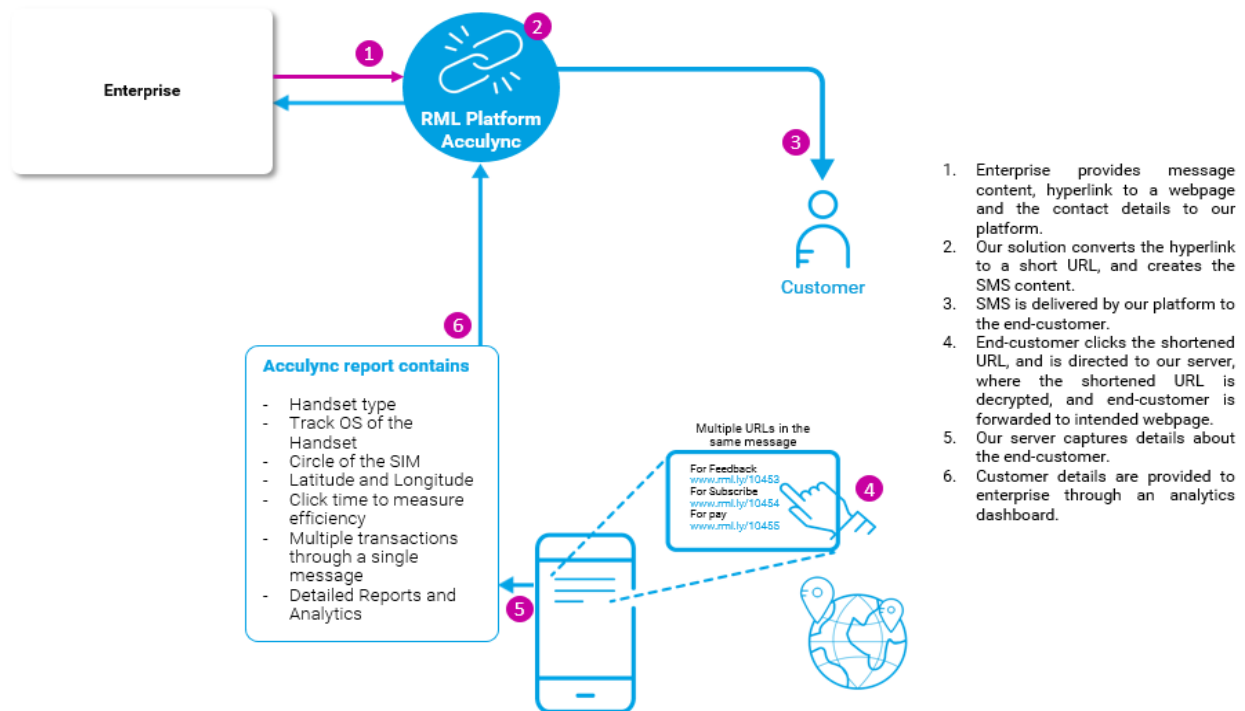 2
1
Enterprise
RML Platform
Acculync
3
Customer
6
Acculync report contains
- Handset type
- Track OS of the
Handset
- Circle of the SIM
- Latitude and Longitude
- Click time to measure
efficiency
- Multiple transactions
through a single
message
- Detailed Reports and
Analytics
Multiple URLs in the
same message
For Feedback
www.rml.ly/10453
For Subscribe
www.rml.ly/10454
For pay
www.rml.ly/10455
4
5
1. Enterprise provides message
content, hyperlink to a webpage
and the contact details to our
platform.
2. Our solution converts the hyperlink
to a short URL, and creates the
SMS content.
3. SMS is delivered by our platform to
the end-customer.
4. End-customer clicks the shortened
URL, and is directed to our server,
where the shortened URL is
decrypted, and end-customer is
forwarded to intended webpage.
5. Our server captures details about
the end-customer.
6. Customer details are provided to
enterprise through an analytics
dashboard.